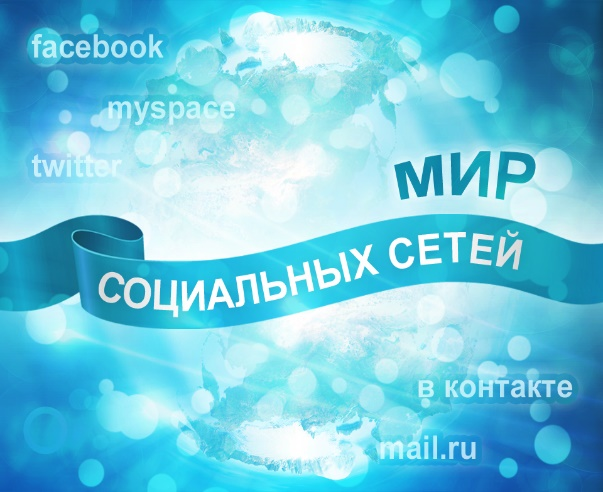 facebook
myspace
twitter
МИР
СОЦИАЛЬНЫХ СЕТЕЙ
в контакте
mail.ru